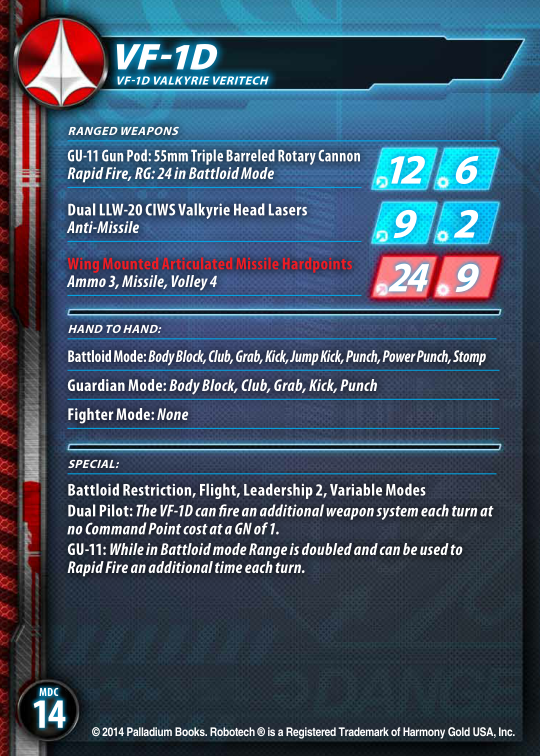 VF-1D
VF-1D VALKYRIE VERITECH
RANGED WEAPONS
GU-11 Gun Pod: 55mm Triple Barreled Rotary Cannon
Rapid Fire, RG: 24 in Battloid Mode
12 6
Dual LLW-20 CIWS Valkyrie Head Lasers
Anti-Missile
9 2
Wing Mounted Articulated Missile Hardpoints
Ammo 3, Missile, Volley 4
24 9
HAND TO HAND:
Battloid Mode: Body Block, Club, Grab, Kick, Jump Kick, Punch, Power Punch, Stomp
Guardian Mode: Body Block, Club, Grab, Kick, Punch
Fighter Mode: None
SPECIAL:
Battloid Restriction, Flight, Leadership 2, Variable Modes
Dual Pilot: The VF-1D can fire an additional weapon system each turn at
no Command Point cost at a GN of 1.
GU-11: While in Battloid mode Range is doubled and can be used to
Rapid Fire an additional time each turn.
MDC
14
© 2014 Palladium Books. Robotech ® is a Registered Trademark of Harmony Gold USA, Inc.